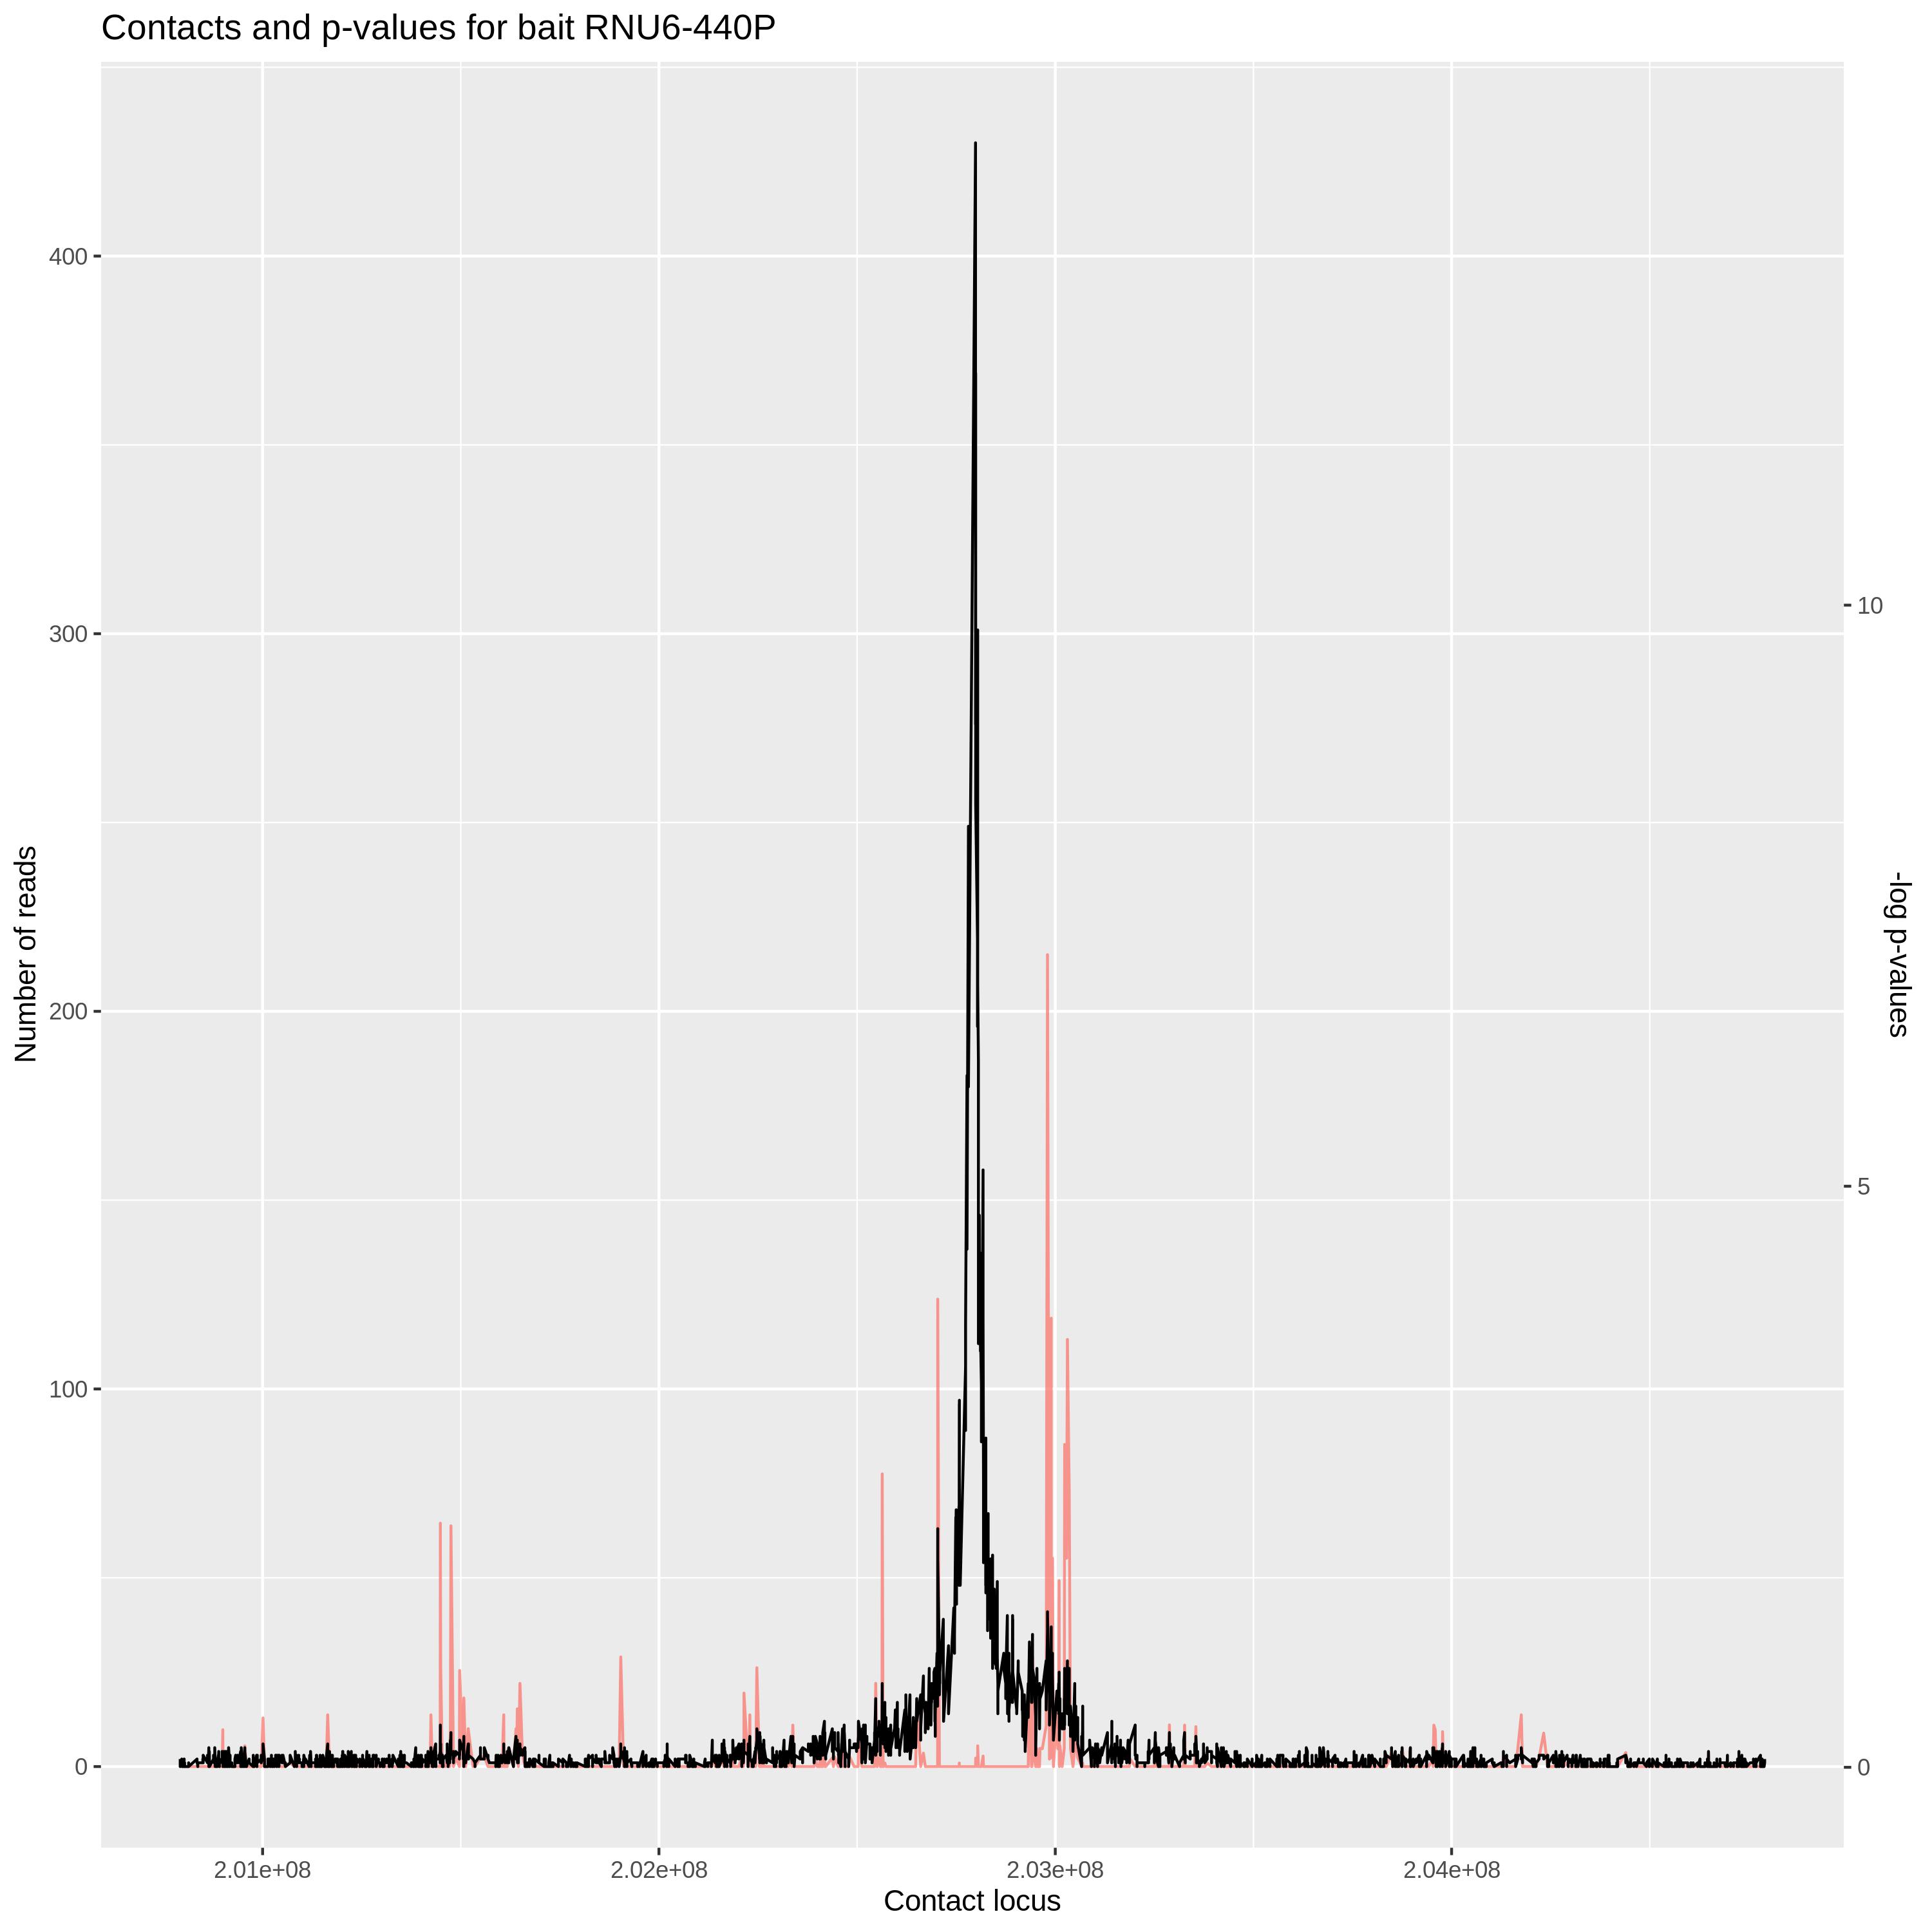 Contacts and p-values for bait RNU6-440P
400
300
200
100
0
10
5
0
Number of reads
-log p-values
2.01e+08
2.02e+08
2.03e+08
2.04e+08
Contact locus